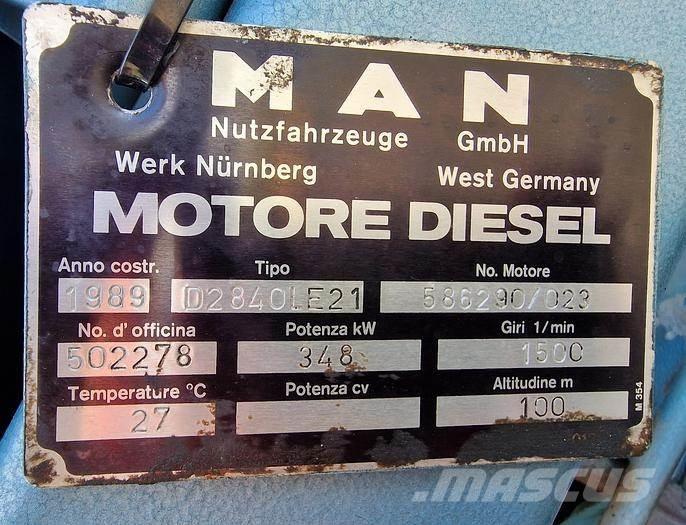 MAN
Nutzfahrzeuge GmbH
Werk Nürnberg West Germany
MOTORE DIESEL
Anno costr. Tipo No. Motore
1989 D2840LE21 586290/023
No. d' officina Potenza kW Giri 1/min
502278 348 1500
Temperature °C Potenza cv Altitudine m
27 100
M 354
MASCUS